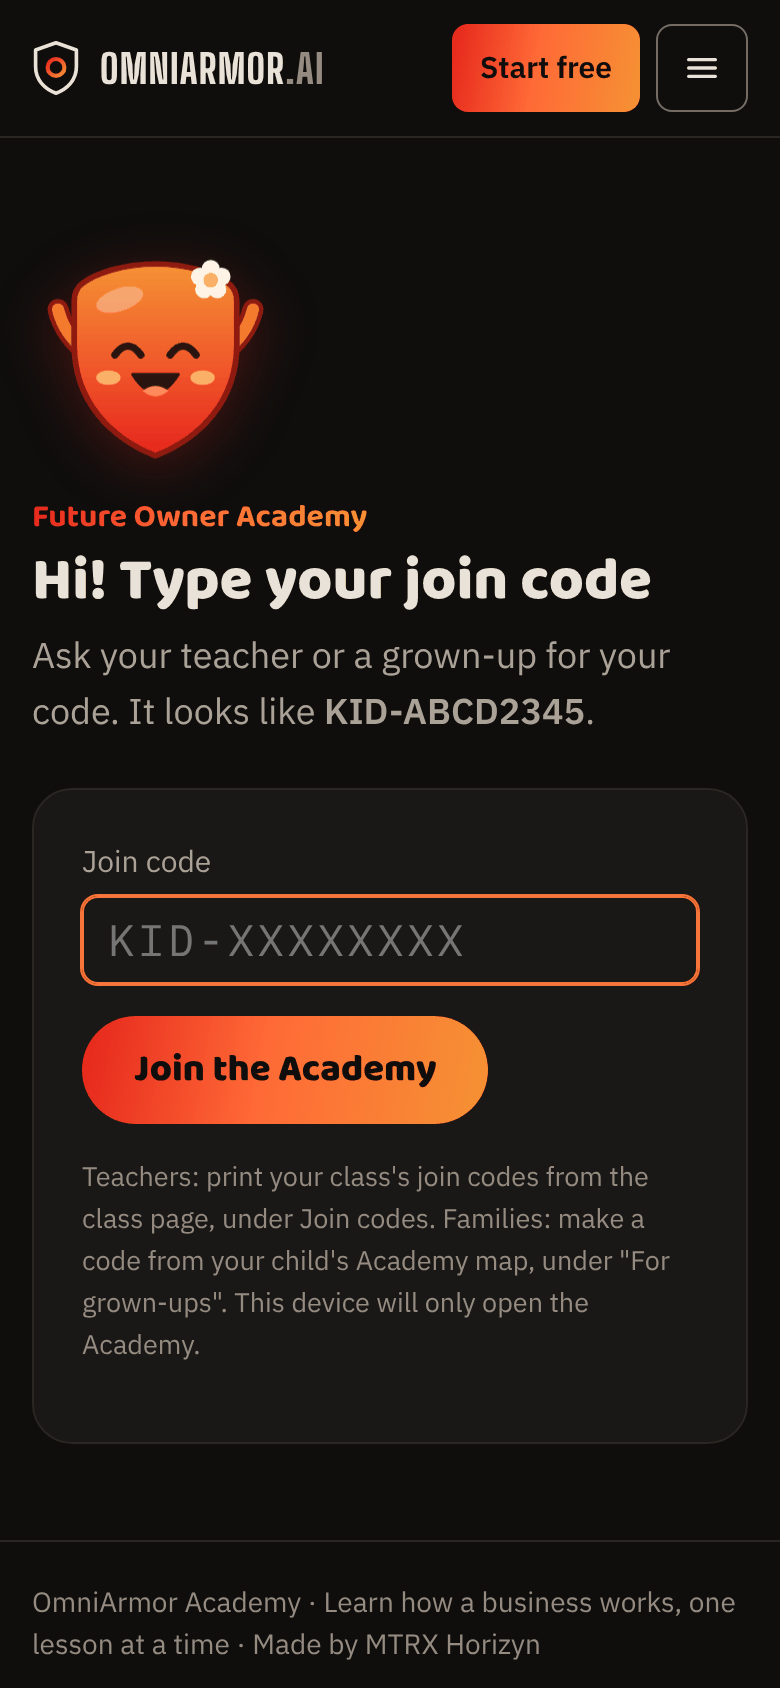 OMNIARMOR.AI
Start free
Future Owner Academy
Hi! Type your join code
Ask your teacher or a grown-up for your
code. It looks like KID-ABCD2345.
Join code
KID-XXXXXXXX
Join the Academy
Teachers: print your class's join codes from the
class page, under Join codes. Families: make a
code from your child's Academy map, under "For
grown-ups". This device will only open the
Academy.
OmniArmor Academy · Learn how a business works, one
lesson at a time · Made by MTRX Horizyn